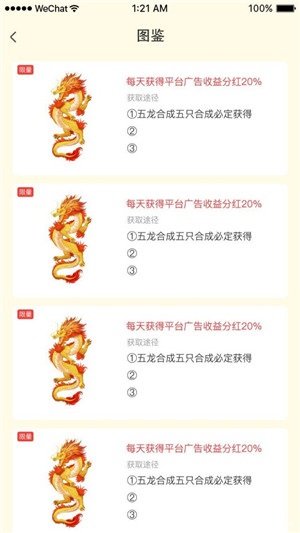 WeChat
1:21 AM
100%
图鉴
限量
每天获得平台广告收益分红20%
获取途径
①五龙合成五只合成必定获得
②
③
限量
每天获得平台广告收益分红20%
获取途径
①五龙合成五只合成必定获得
②
③
限量
每天获得平台广告收益分红20%
获取途径
①五龙合成五只合成必定获得
②
③
限量
每天获得平台广告收益分红20%
获取途径
①五龙合成五只合成必定获得
②
③